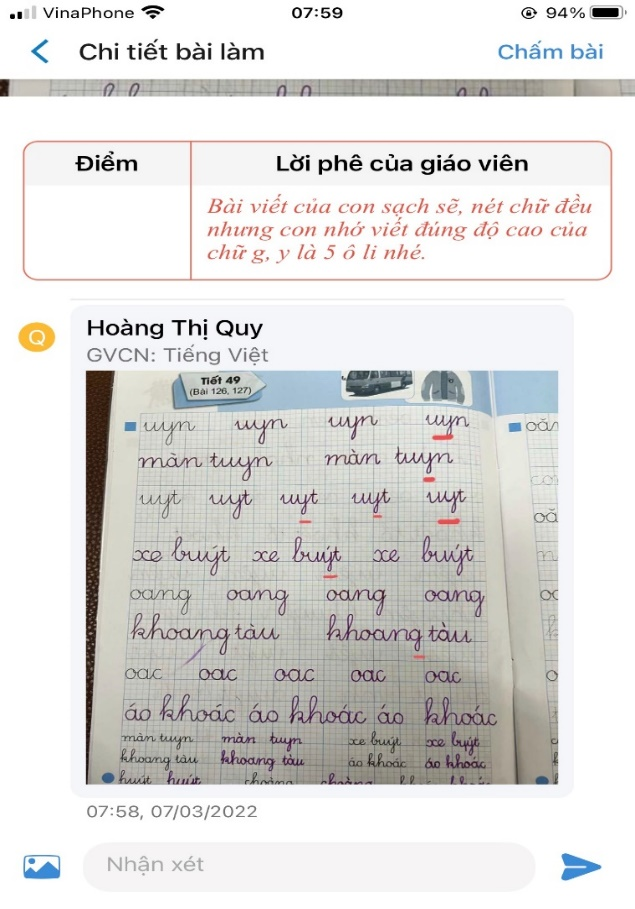 VinaPhone 07:59 94%
Chi tiết bài làm Chấm bài
Điểm Lời phê của giáo viên
Bài viết của con sạch sẽ, nét chữ đều
nhưng con nhớ viết đúng độ cao của
chữ g, y là 5 ô li nhé.
Q Hoàng Thị Quy
GVCN: Tiếng Việt
Tiết 49
(Bài 126, 127)
uyn uyn uyn uyn
màn tuyn màn tuyn
uyt uyt uyt uyt uyt
xe buýt xe buýt xe buýt
oang oang oang oang
khoang tàu khoang tàu
oac oac oac oac oac
áo khoác áo khoác áo khoác
màn tuyn màn tuyn xe buýt xe buýt
khoang tàu khoang tàu áo khoác áo khoác
huýt huýt
07:58, 07/03/2022
Nhận xét